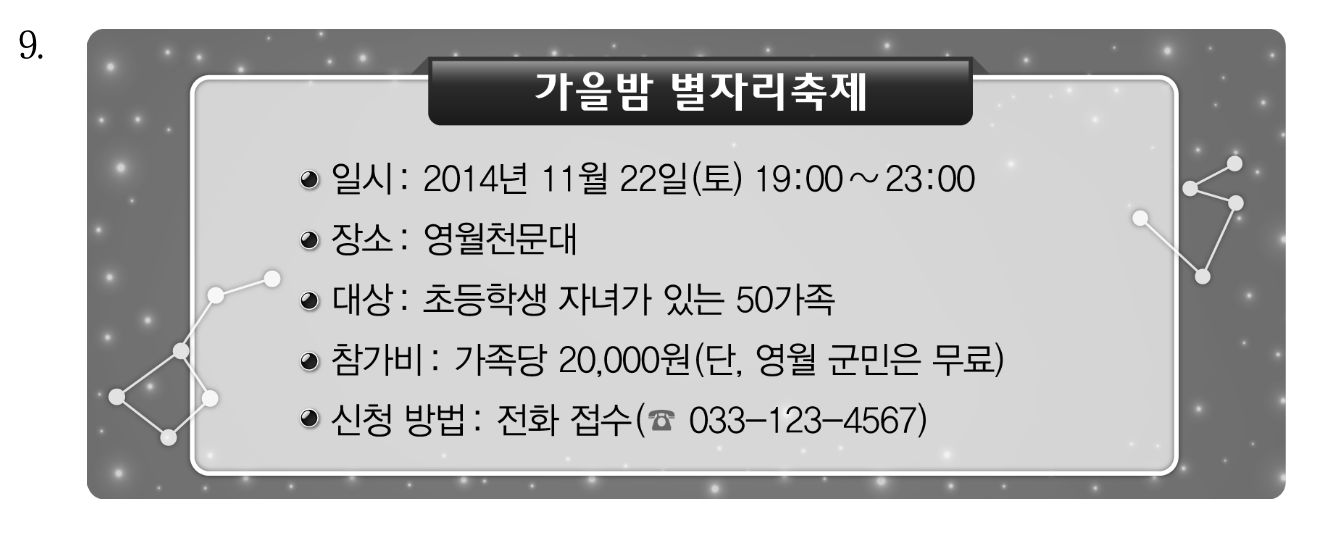 9.
가을밤 별자리축제
일시: 2014년 11월 22일(토) 19:00~23:00
장소: 영월천문대
대상: 초등학생 자녀가 있는 50가족
참가비: 가족당 20,000원(단, 영월 군민은 무료)
신청 방법: 전화 접수(☎ 033-123-4567)